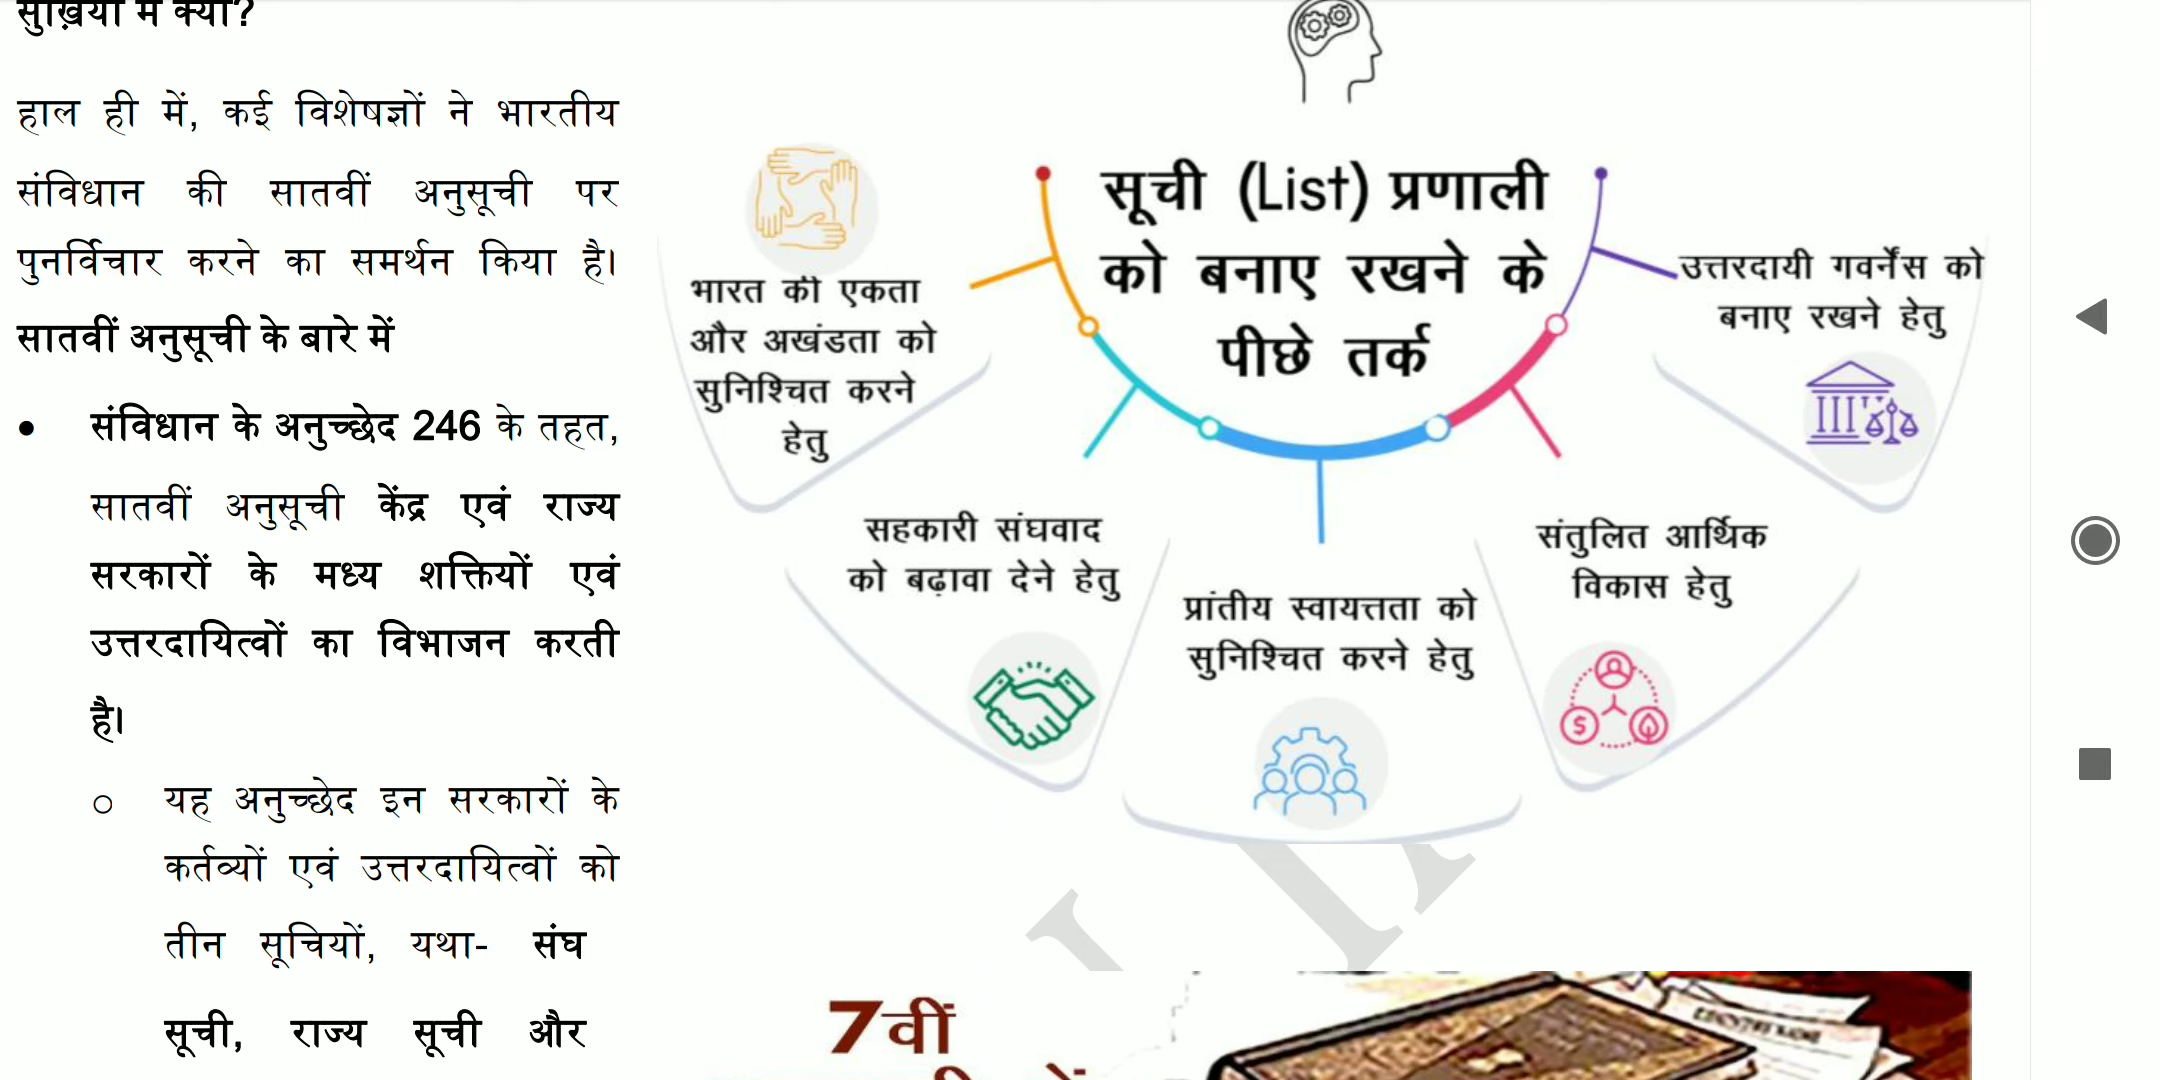 सुर्ख़ियों में क्यों?
हाल ही में, कई विशेषज्ञों ने भारतीय
संविधान की सातवीं अनुसूची पर
पुनर्विचार करने का समर्थन किया है।
सातवीं अनुसूची के बारे में
• संविधान के अनुच्छेद 246 के तहत,
सातवीं अनुसूची केंद्र एवं राज्य
सरकारों के मध्य शक्तियों एवं
उत्तरदायित्वों का विभाजन करती
है।
o यह अनुच्छेद इन सरकारों के
कर्तव्यों एवं उत्तरदायित्वों को
तीन सूचियों, यथा- संघ
सूची, राज्य सूची और
सूची (List) प्रणाली
को बनाए रखने के
पीछे तर्क
भारत की एकता
और अखंडता को
सुनिश्चित करने
हेतु
सहकारी संघवाद
को बढ़ावा देने हेतु
प्रांतीय स्वायत्तता को
सुनिश्चित करने हेतु
संतुलित आर्थिक
विकास हेतु
उत्तरदायी गवर्नेंस को
बनाए रखने हेतु
7वीं